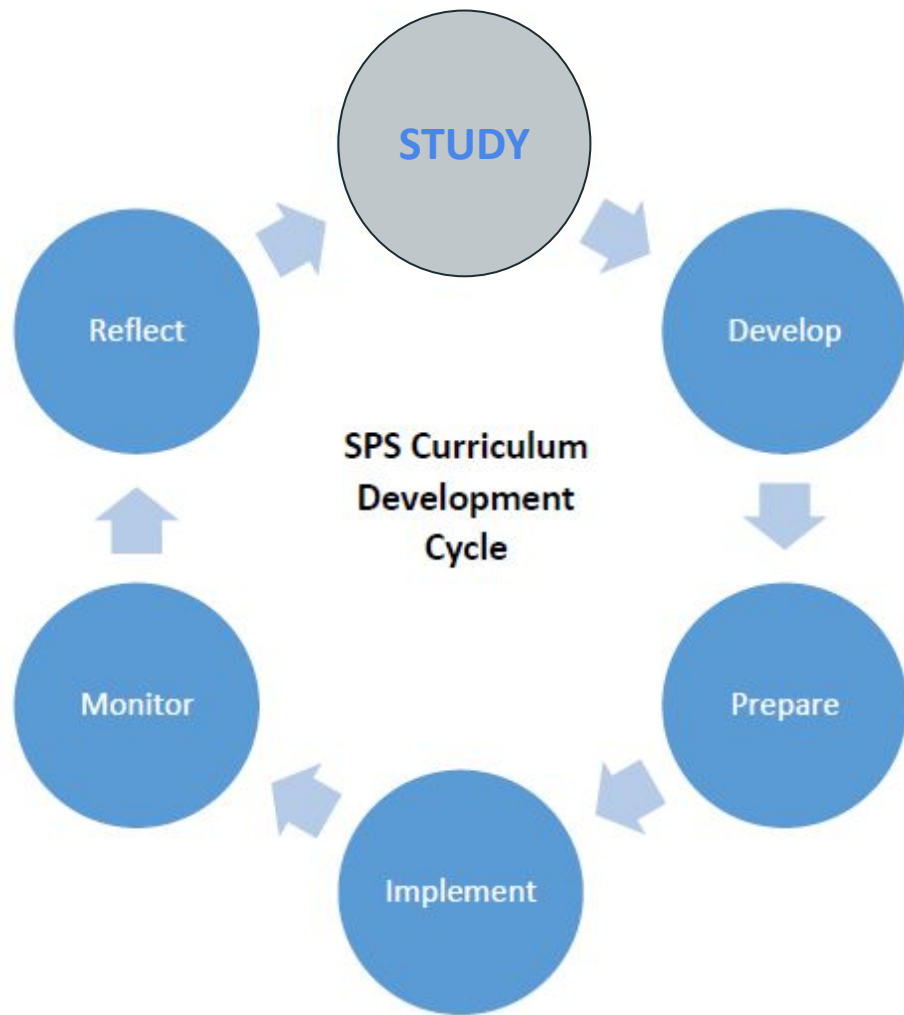 STUDY
Develop
Prepare
Implement
Monitor
Reflect
SPS Curriculum
Development
Cycle